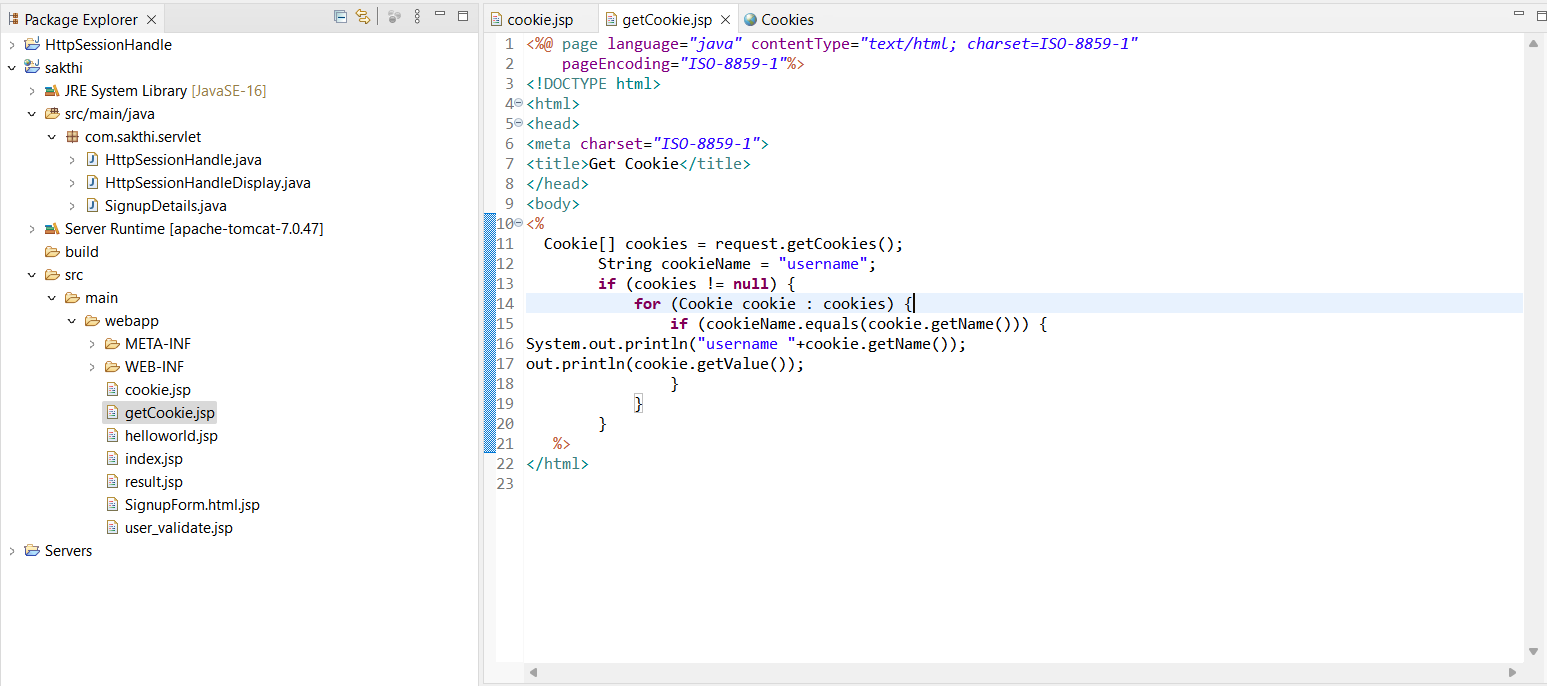 Package Explorer
HttpSessionHandle
sakthi
JRE System Library [JavaSE-16]
src/main/java
com.sakthi.servlet
HttpSessionHandle.java
HttpSessionHandleDisplay.java
SignupDetails.java
Server Runtime [apache-tomcat-7.0.47]
build
src
main
webapp
META-INF
WEB-INF
cookie.jsp
getCookie.jsp
helloworld.jsp
index.jsp
result.jsp
SignupForm.html.jsp
user_validate.jsp
Servers
cookie.jsp getCookie.jsp Cookies
1 <%@ page language="java" contentType="text/html; charset=ISO-8859-1"
2     pageEncoding="ISO-8859-1"%>
3 <!DOCTYPE html>
4 <html>
5 <head>
6 <meta charset="ISO-8859-1">
7 <title>Get Cookie</title>
8 </head>
9 <body>
10 <%
11   Cookie[] cookies = request.getCookies();
12         String cookieName = "username";
13         if (cookies != null) {
14             for (Cookie cookie : cookies) {
15                 if (cookieName.equals(cookie.getName())) {
16 System.out.println("username "+cookie.getName());
17 out.println(cookie.getValue());
18                 }
19             }
20         }
21    %>
22 </html>
23